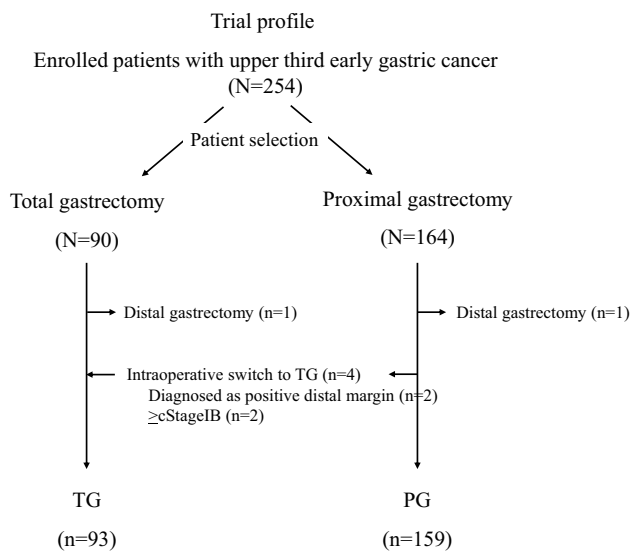 Trial profile
Enrolled patients with upper third early gastric cancer
(N=254)
Patient selection
Total gastrectomy
(N=90)
Proximal gastrectomy
(N=164)
Distal gastrectomy (n=1)
Distal gastrectomy (n=1)
Intraoperative switch to TG (n=4)
Diagnosed as positive distal margin (n=2)
≥cStageIB (n=2)
TG
(n=93)
PG
(n=159)